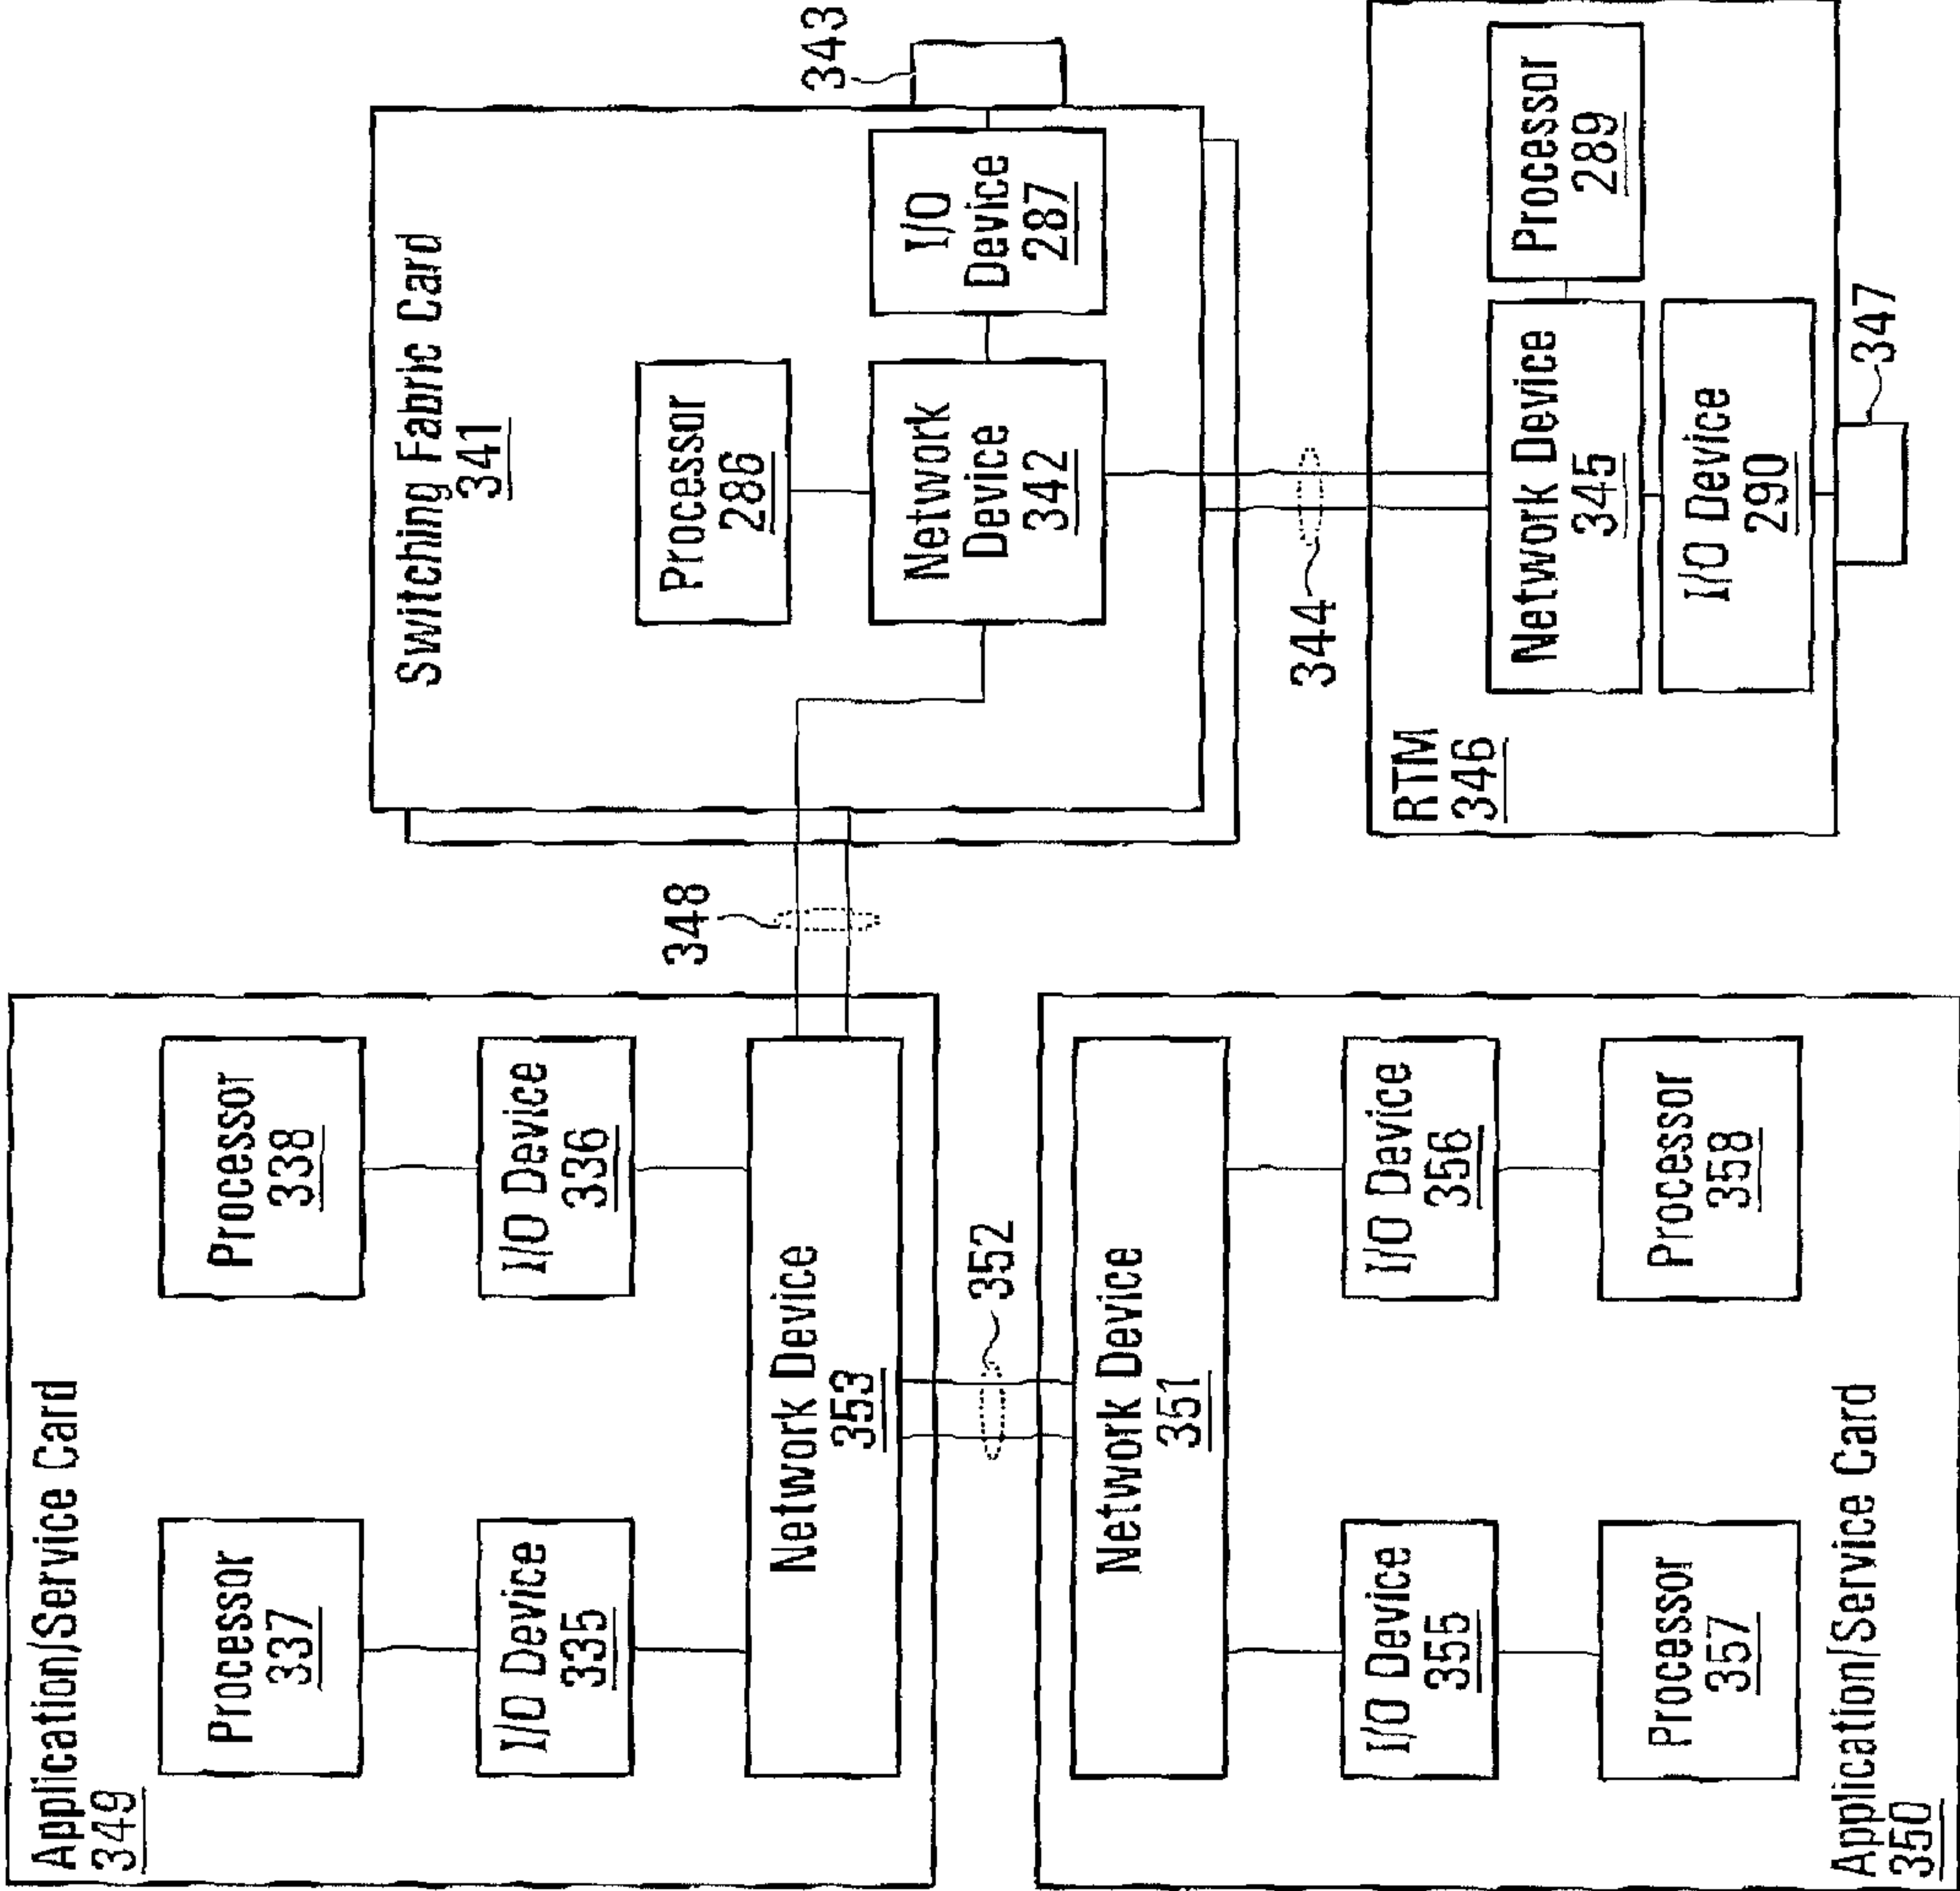 Application/Service Card
349
Processor
337
Processor
338
I/O Device
335
I/O Device
336
Network Device
353
352
Network Device
351
I/O Device
355
I/O Device
356
Processor
357
Processor
358
Application/Service Card
350
348
Switching Fabric Card
341
Processor
286
Network
Device
342
I/O
Device
287
343
344
RTM
346
Network Device
345
Processor
289
I/O Device
290
347